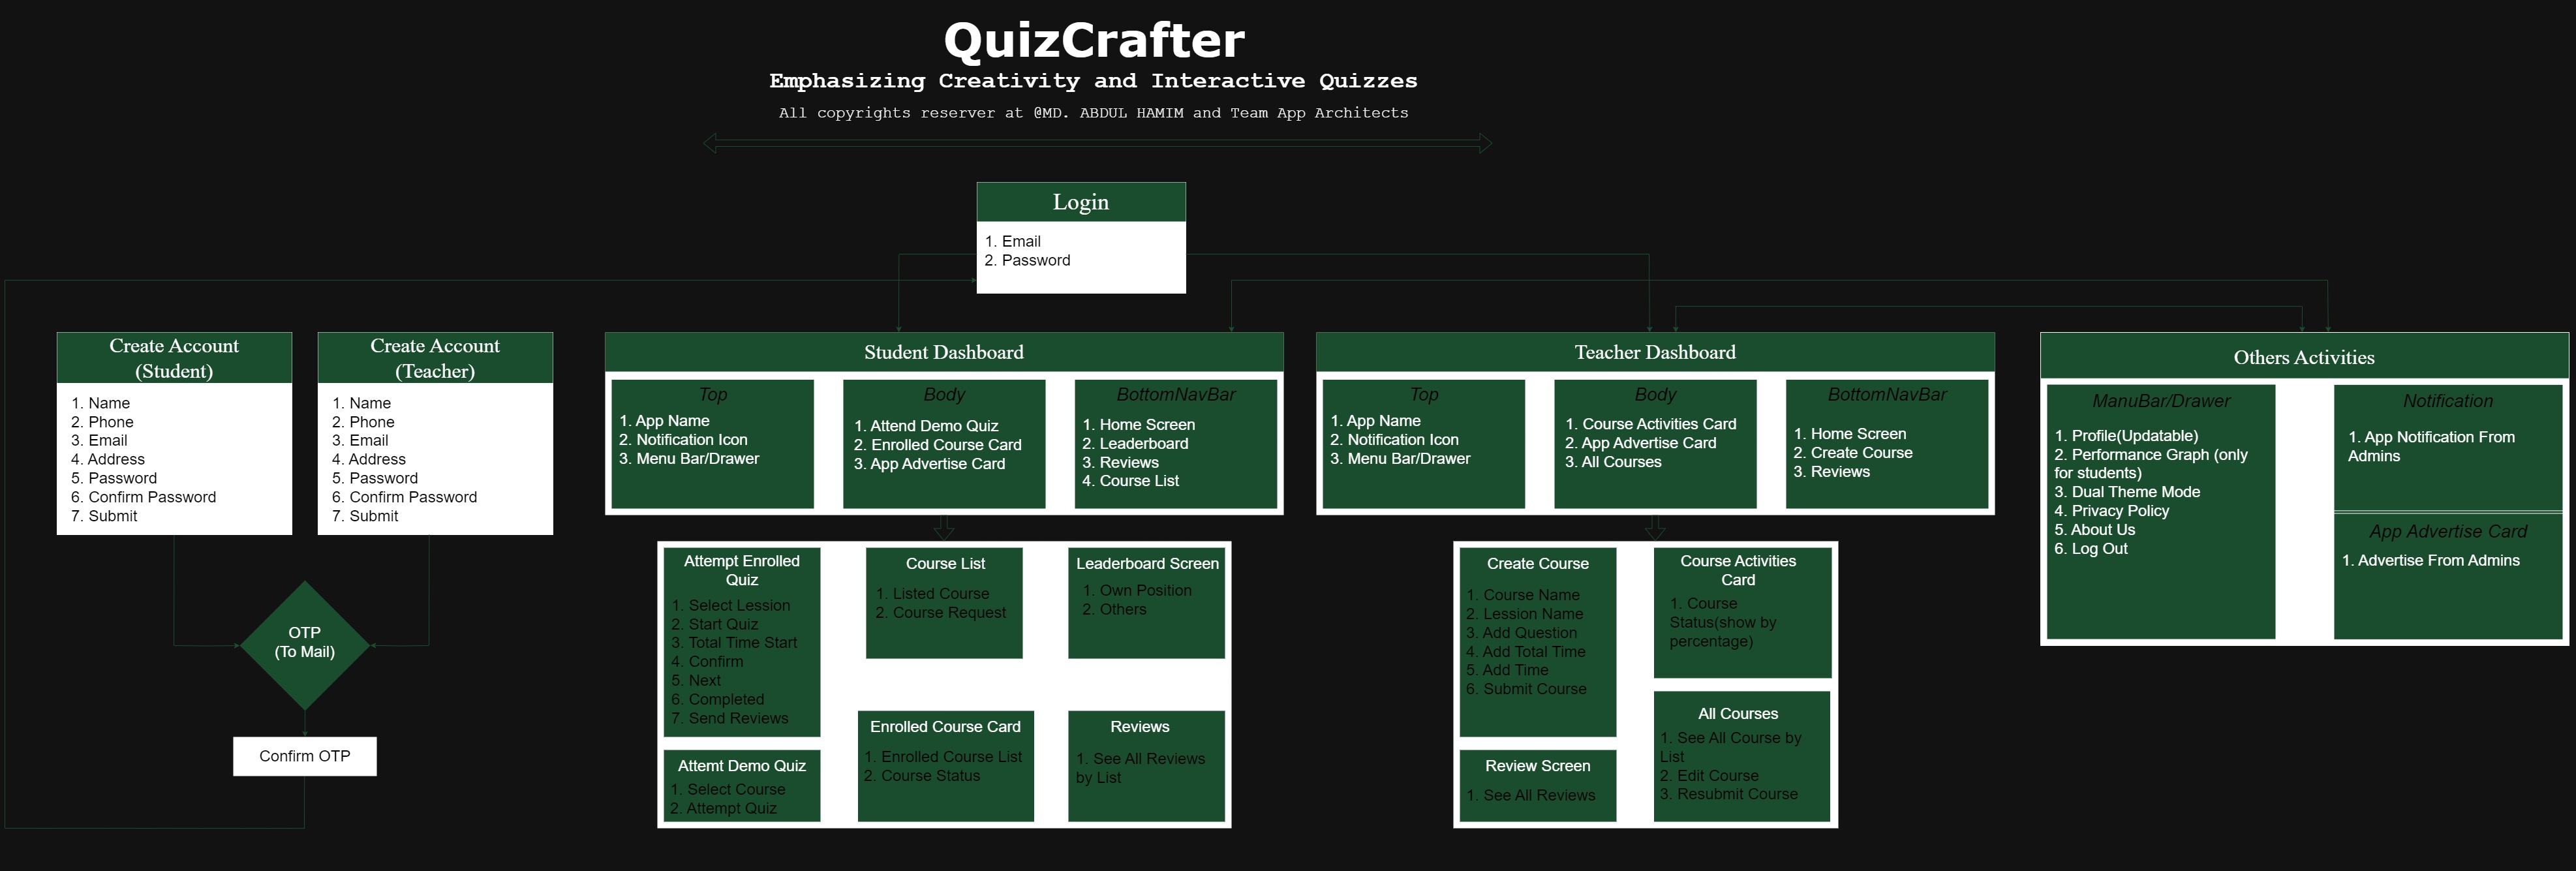 QuizCrafter
Emphasizing Creativity and Interactive Quizzes
All copyrights reserver at @MD. ABDUL HAMIM and Team App Architects
Login
1. Email
2. Password
Create Account
(Student)
1. Name
2. Phone
3. Email
4. Address
5. Password
6. Confirm Password
7. Submit
Create Account
(Teacher)
1. Name
2. Phone
3. Email
4. Address
5. Password
6. Confirm Password
7. Submit
OTP
(To Mail)
Confirm OTP
Student Dashboard
Top
1. App Name
2. Notification Icon
3. Menu Bar/Drawer
Body
1. Attend Demo Quiz
2. Enrolled Course Card
3. App Advertise Card
BottomNavBar
1. Home Screen
2. Leaderboard
3. Reviews
4. Course List
Attempt Enrolled
Quiz
1. Select Lession
2. Start Quiz
3. Total Time Start
4. Confirm
5. Next
6. Completed
7. Send Reviews
Course List
1. Listed Course
2. Course Request
Leaderboard Screen
1. Own Position
2. Others
Attemt Demo Quiz
1. Select Course
2. Attempt Quiz
Enrolled Course Card
1. Enrolled Course List
2. Course Status
Reviews
1. See All Reviews
by List
Teacher Dashboard
Top
1. App Name
2. Notification Icon
3. Menu Bar/Drawer
Body
1. Course Activities Card
2. App Advertise Card
3. All Courses
BottomNavBar
1. Home Screen
2. Create Course
3. Reviews
Create Course
1. Course Name
2. Lession Name
3. Add Question
4. Add Total Time
5. Add Time
6. Submit Course
Course Activities
Card
1. Course
Status(show by
percentage)
Review Screen
1. See All Reviews
All Courses
1. See All Course by
List
2. Edit Course
3. Resubmit Course
Others Activities
ManuBar/Drawer
1. Profile(Updatable)
2. Performance Graph (only
for students)
3. Dual Theme Mode
4. Privacy Policy
5. About Us
6. Log Out
Notification
1. App Notification From
Admins
App Advertise Card
1. Advertise From Admins